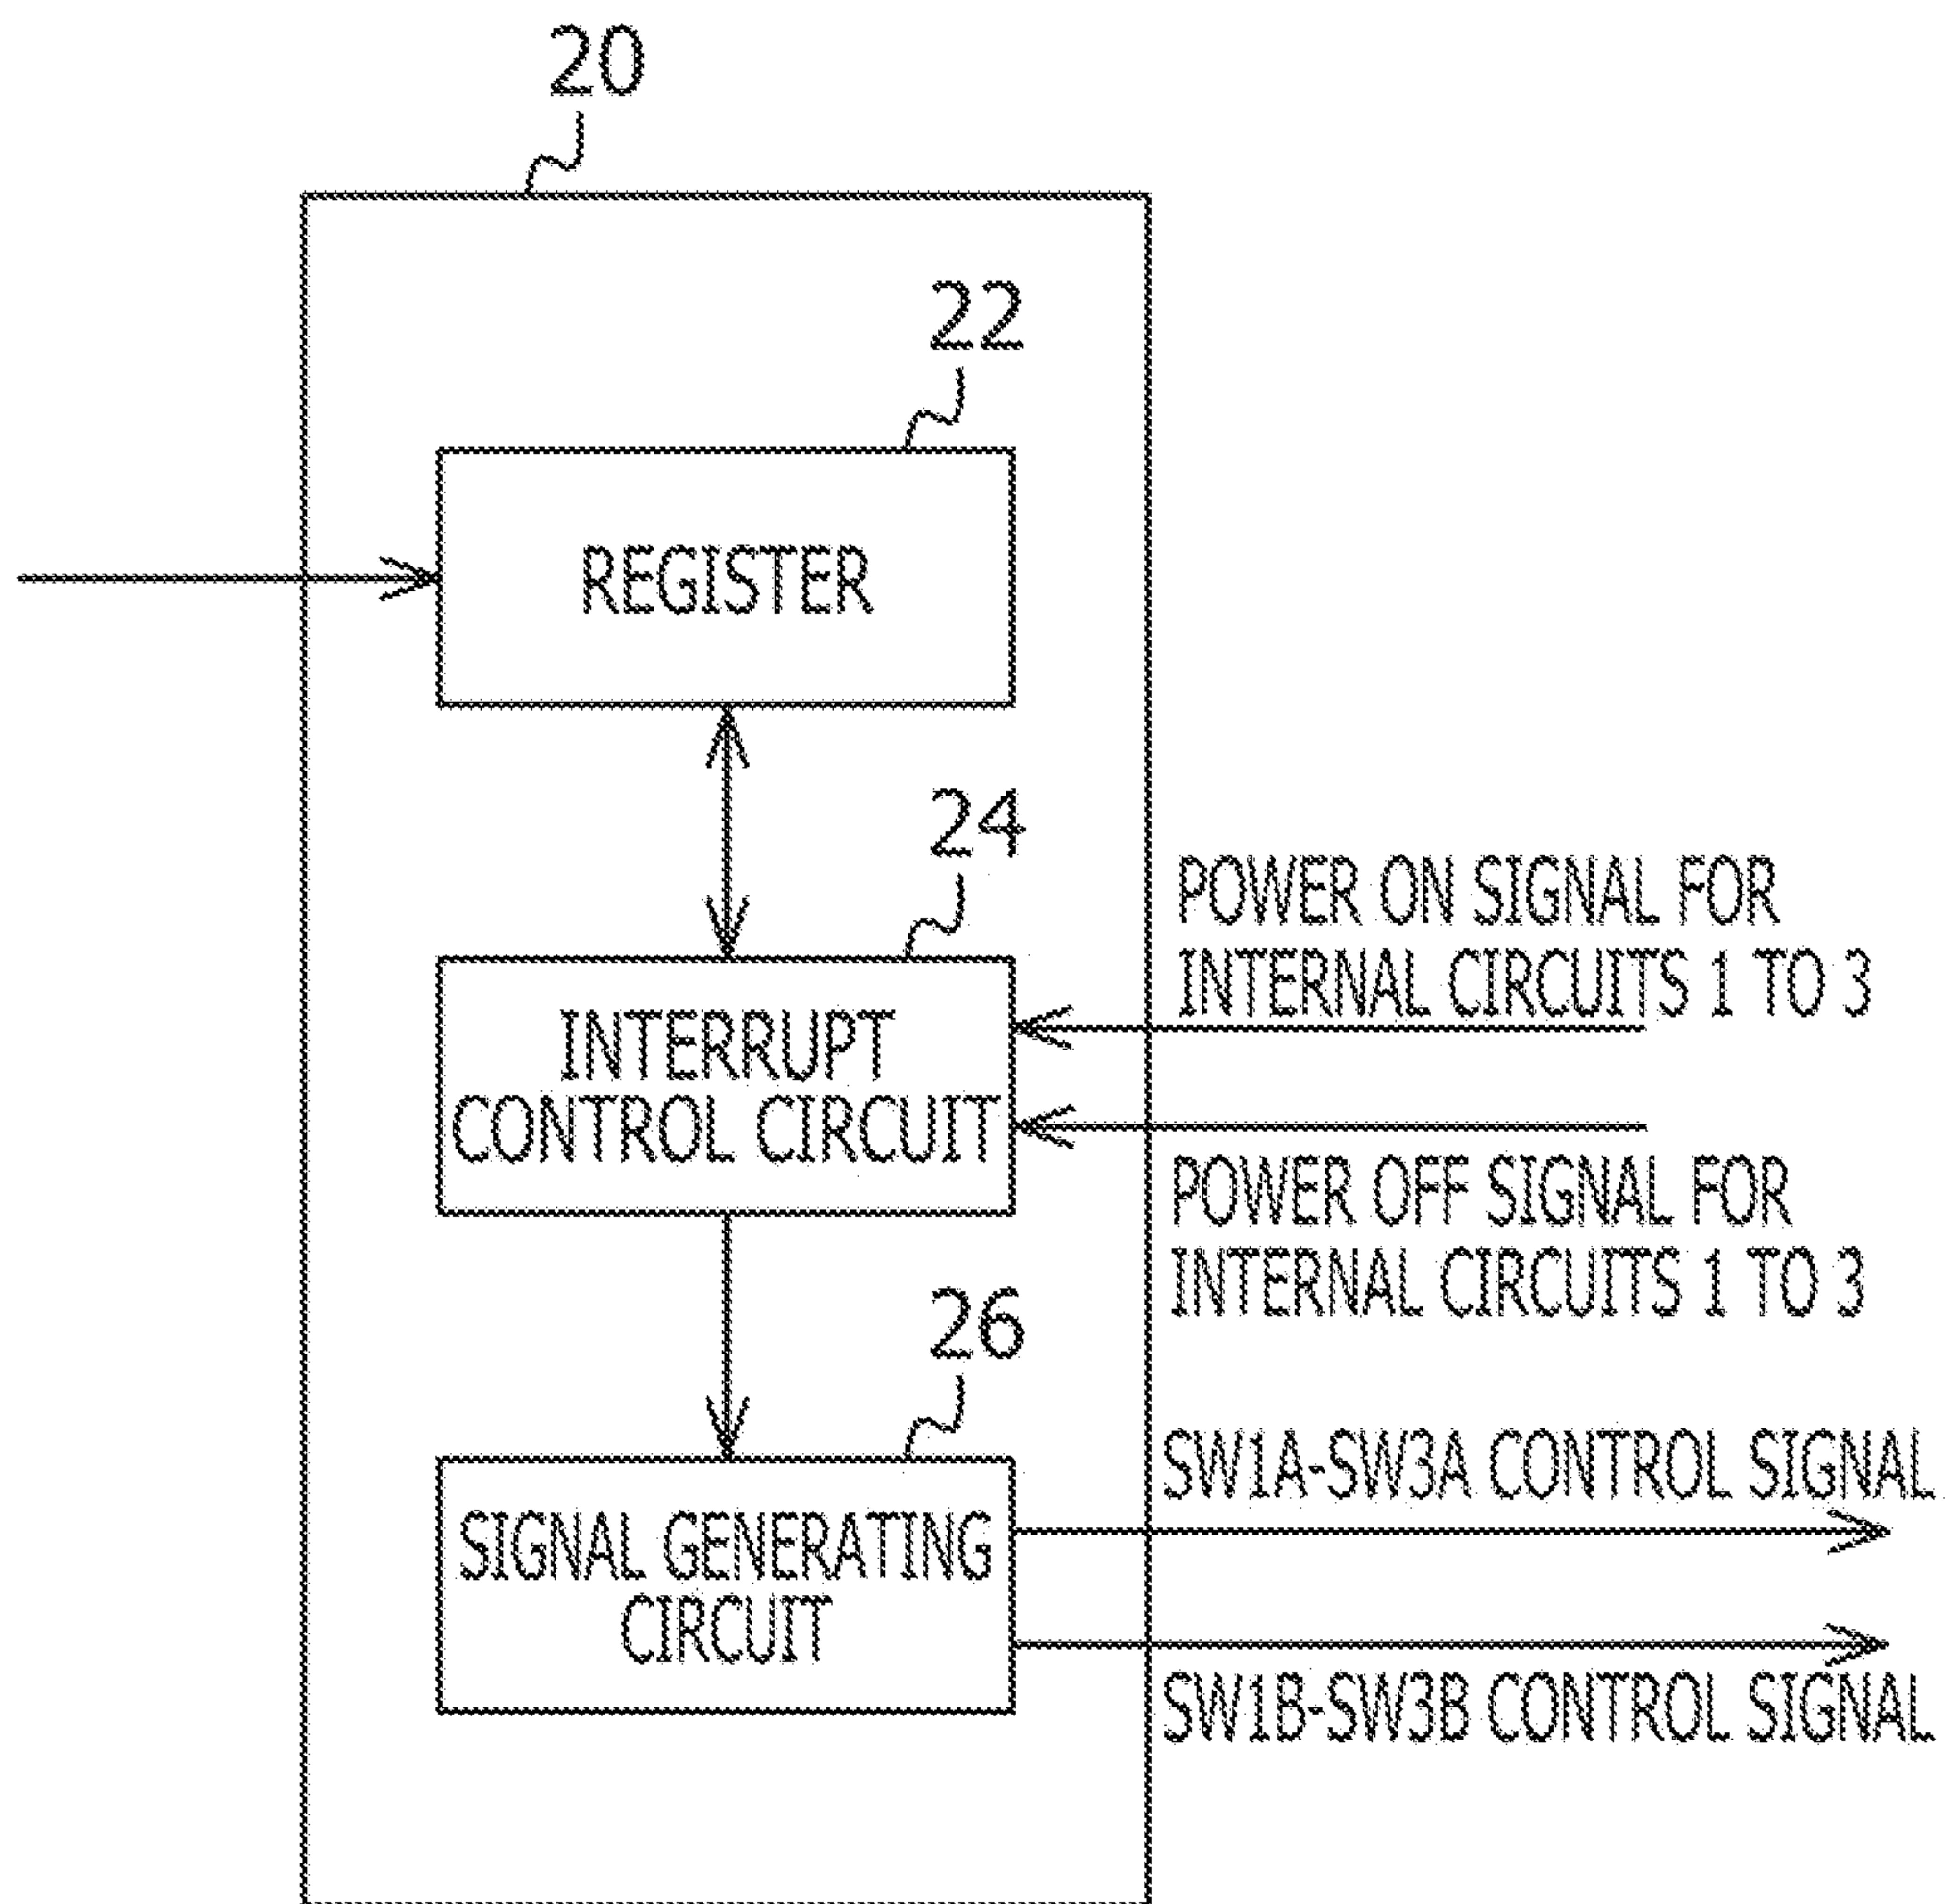 20
22
REGISTER
24
POWER ON SIGNAL FOR
INTERNAL CIRCUITS 1 TO 3
INTERRUPT
CONTROL CIRCUIT
POWER OFF SIGNAL FOR
INTERNAL CIRCUITS 1 TO 3
26
SW1A-SW3A CONTROL SIGNAL
SIGNAL GENERATING
CIRCUIT
SW1B-SW3B CONTROL SIGNAL